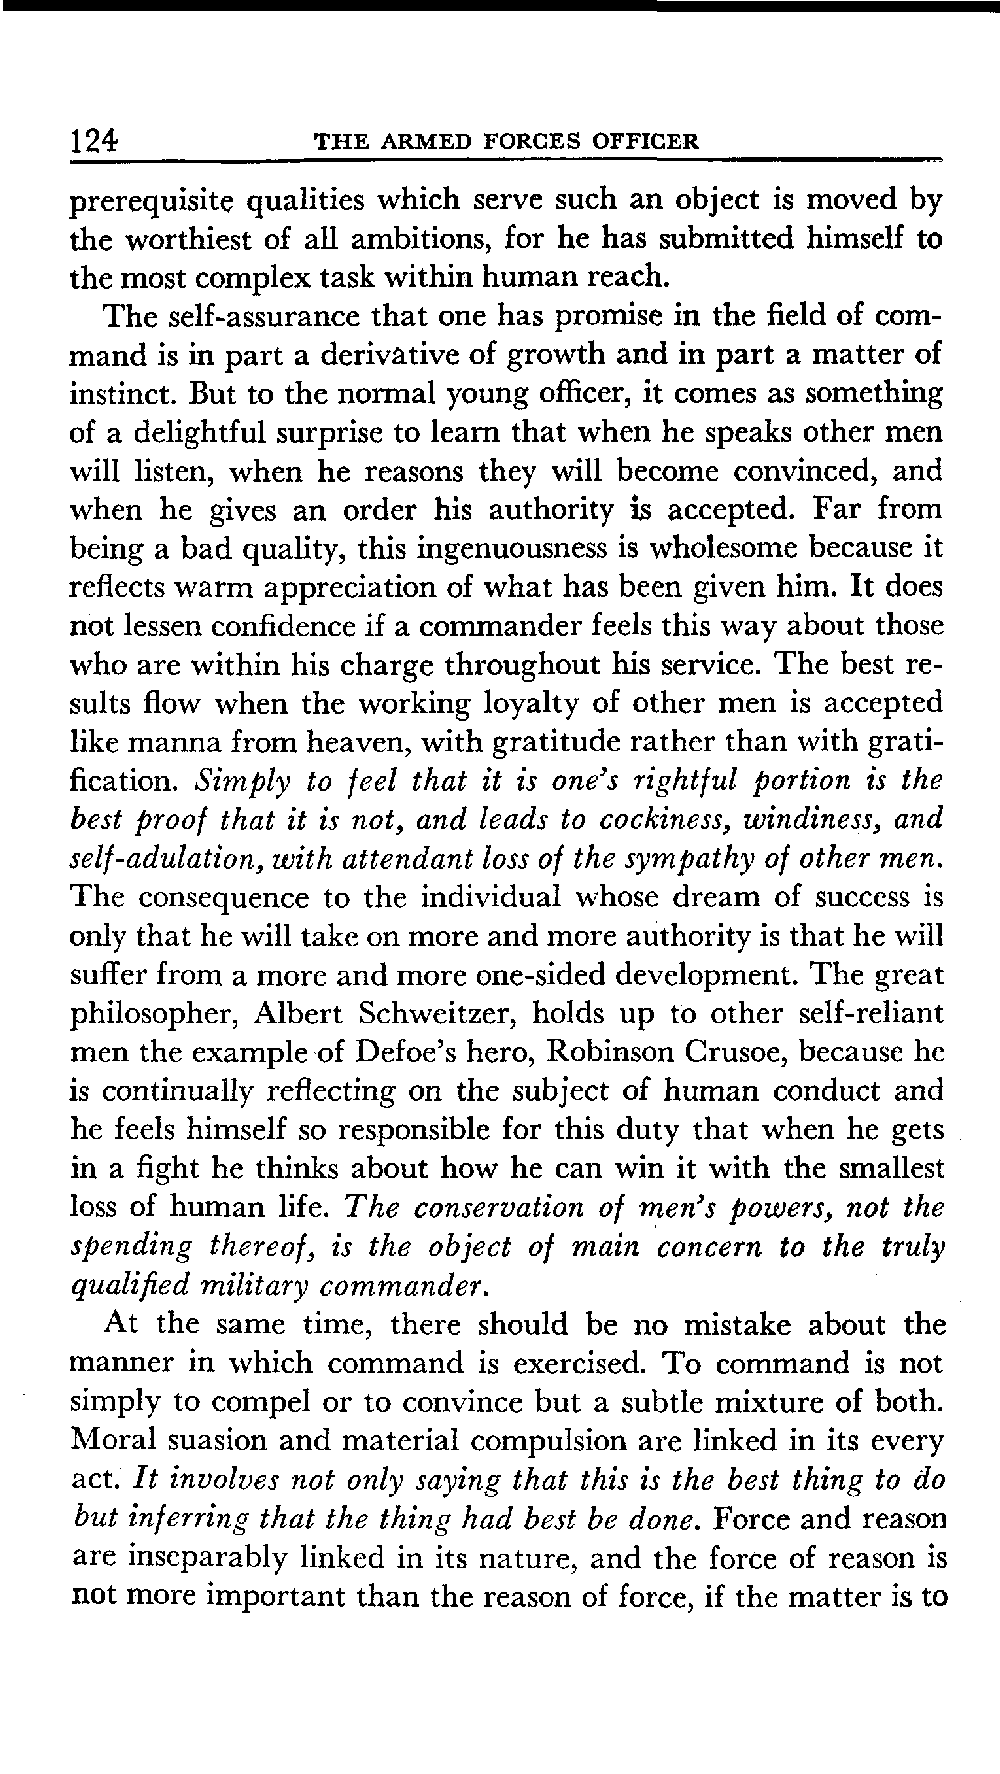 124 THE ARMED FORCES OFFICER
prerequisite qualities which serve such an object is moved by
the worthiest of all ambitions, for he has submitted himself to
the most complex task within human reach.
The self-assurance that one has promise in the field of com-
mand is in part a derivative of growth and in part a matter of
instinct. But to the normal young officer, it comes as something
of a delightful surprise to learn that when he speaks other men
will listen, when he reasons they will become convinced, and
when he gives an order his authority is accepted. Far from
being a bad quality, this ingenuousness is wholesome because it
reflects warm appreciation of what has been given him. It does
not lessen confidence if a commander feels this way about those
who are within his charge throughout his service. The best re-
sults flow when the working loyalty of other men is accepted
like manna from heaven, with gratitude rather than with grati-
fication. Simply to feel that it is one's rightful portion is the
best proof that it is not, and leads to cockiness, windiness, and
self-adulation, with attendant loss of the sympathy of other men.
The consequence to the individual whose dream of success is
only that he will take on more and more authority is that he will
suffer from a more and more one-sided development. The great
philosopher, Albert Schweitzer, holds up to other self-reliant
men the example of Defoe's hero, Robinson Crusoe, because he
is continually reflecting on the subject of human conduct and
he feels himself so responsible for this duty that when he gets
in a fight he thinks about how he can win it with the smallest
loss of human life. The conservation of men's powers, not the
spending thereof, is the object of main concern to the truly
qualified military commander.
At the same time, there should be no mistake about the
manner in which command is exercised. To command is not
simply to compel or to convince but a subtle mixture of both.
Moral suasion and material compulsion are linked in its every
act. It involves not only saying that this is the best thing to do
but inferring that the thing had best be done. Force and reason
are inseparably linked in its nature, and the force of reason is
not more important than the reason of force, if the matter is to